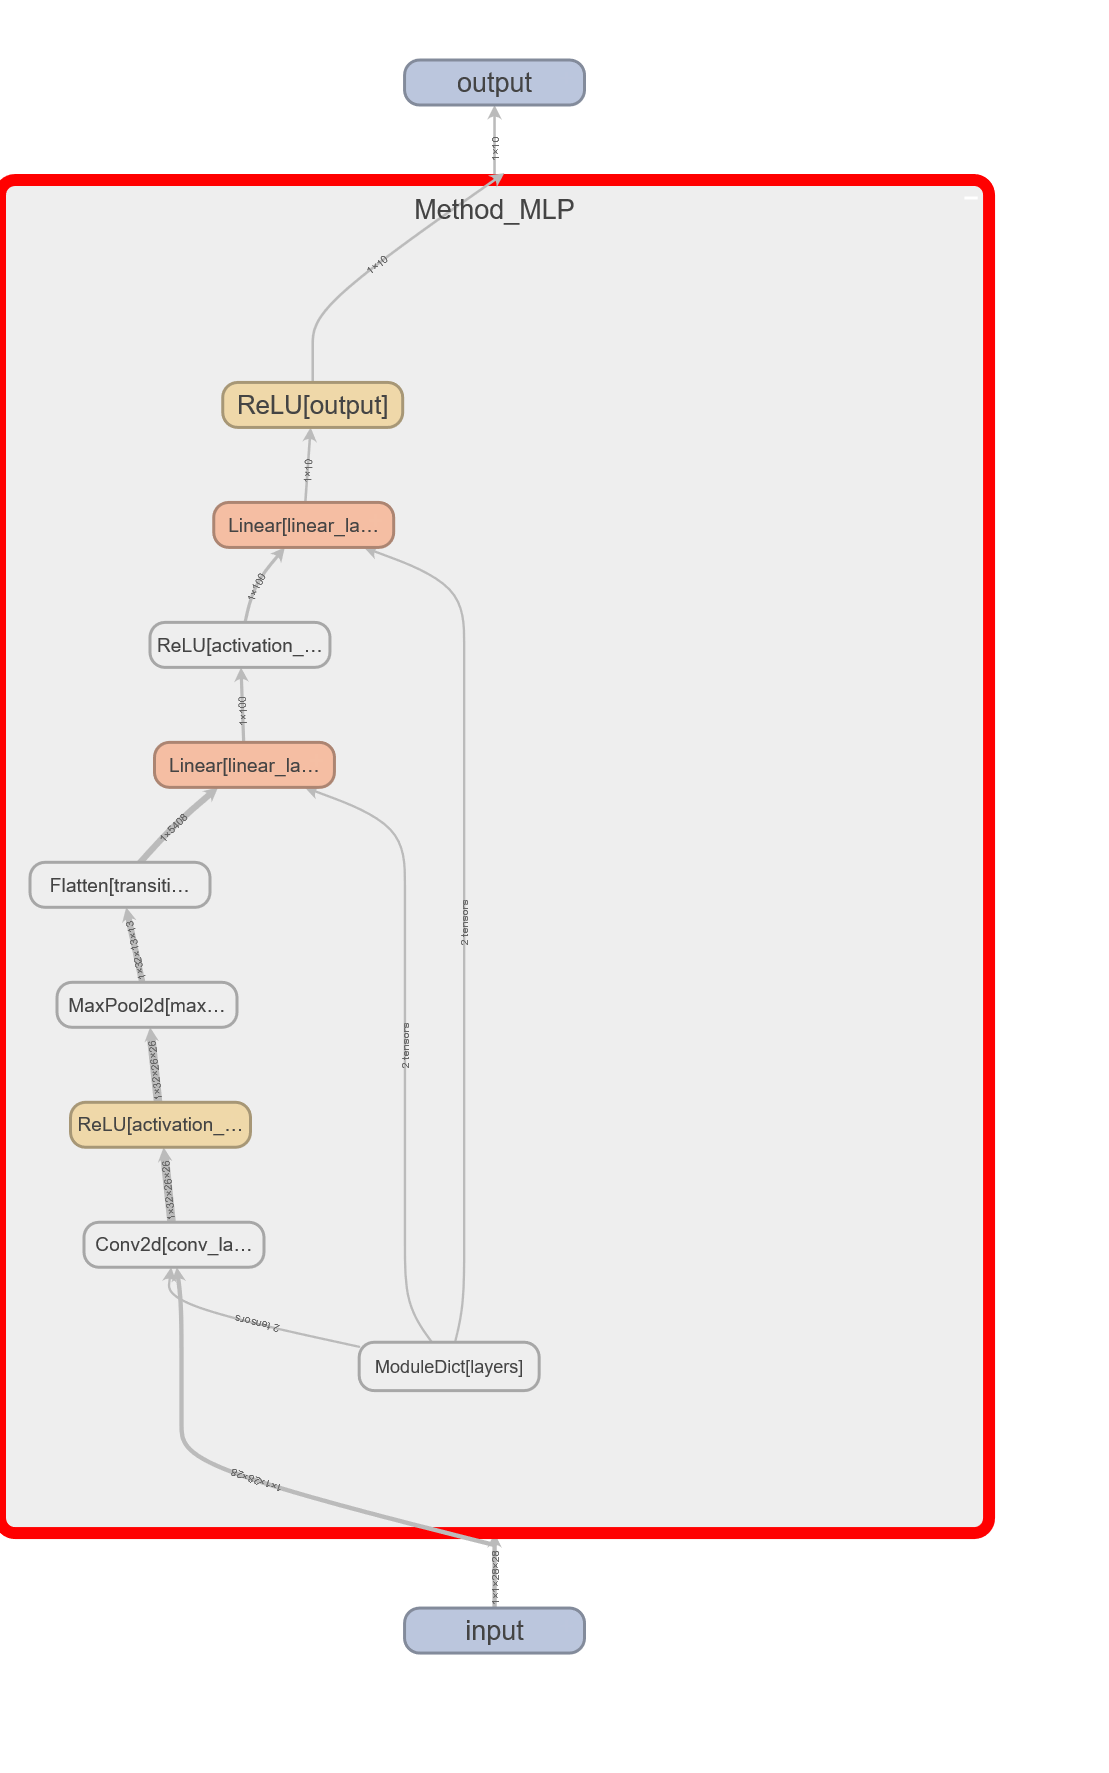 output
1×10
Method_MLP
1×10
ReLU[output]
1×10
Linear[linear_la…
1×100
ReLU[activation_…
1×100
Linear[linear_la…
1×5408
Flatten[transiti…
2 tensors
1×32×13×13
MaxPool2d[max…
2 tensors
1×32×26×26
ReLU[activation_…
1×32×26×26
Conv2d[conv_la…
2 tensors
ModuleDict[layers]
1×1×28×28
1×1×28×28
input